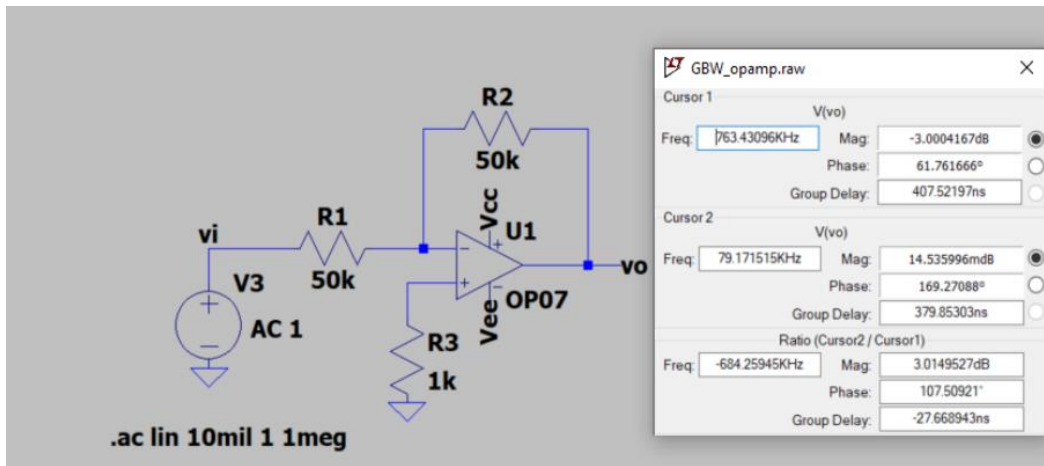 R2
50k
Vcc
U1
R1
vi
50k
vo
V3
OP07
Vee
AC 1
R3
1k
.ac lin 10mil 1 1meg
GBW_opamp.raw
Cursor 1
V(vo)
Freq: 763.43096KHz Mag: -3.0004167dB
Phase: 61.761666°
Group Delay: 407.52197ns
Cursor 2
V(vo)
Freq: 79.171515KHz Mag: 14.535996mdB
Phase: 169.27088°
Group Delay: 379.85303ns
Ratio (Cursor2 / Cursor1)
Freq: -684.25945KHz Mag: 3.0149527dB
Phase: 107.50921°
Group Delay: -27.668943ns